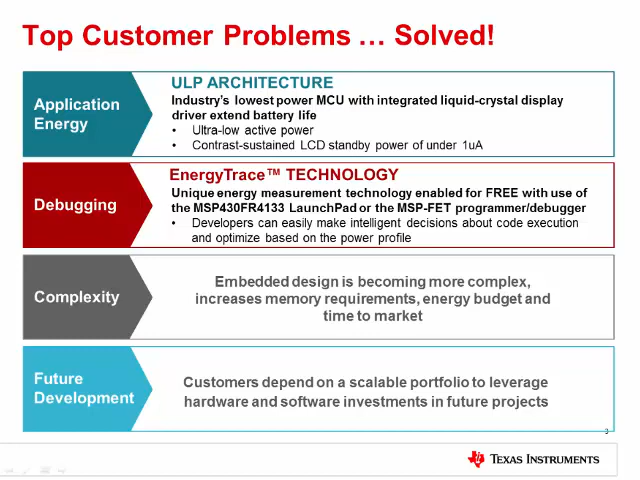 Top Customer Problems … Solved!
Application
Energy
ULP ARCHITECTURE
Industry's lowest power MCU with integrated liquid-crystal display
driver extend battery life
• Ultra-low active power
• Contrast-sustained LCD standby power of under 1uA
Debugging
EnergyTrace™ TECHNOLOGY
Unique energy measurement technology enabled for FREE with use of
the MSP430FR4133 LaunchPad or the MSP-FET programmer/debugger
• Developers can easily make intelligent decisions about code execution
and optimize based on the power profile
Complexity
Embedded design is becoming more complex,
increases memory requirements, energy budget and
time to market
Future
Development
Customers depend on a scalable portfolio to leverage
hardware and software investments in future projects
3
TEXAS INSTRUMENTS